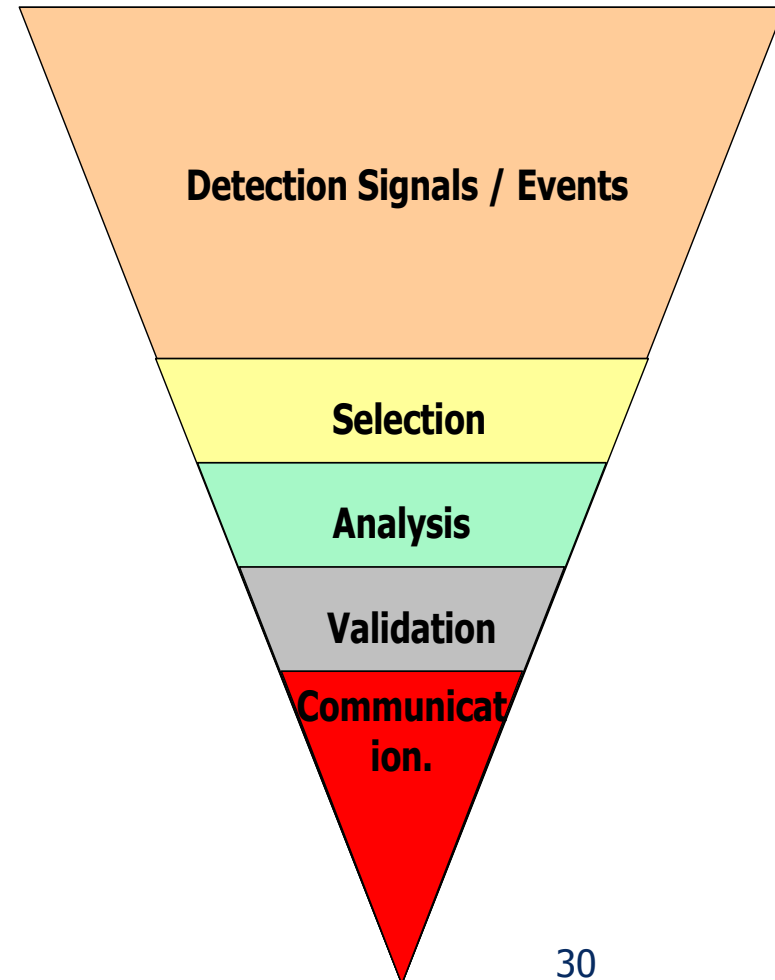 Detection Signals / Events
Selection
Analysis
Validation
Communicat
ion.
30